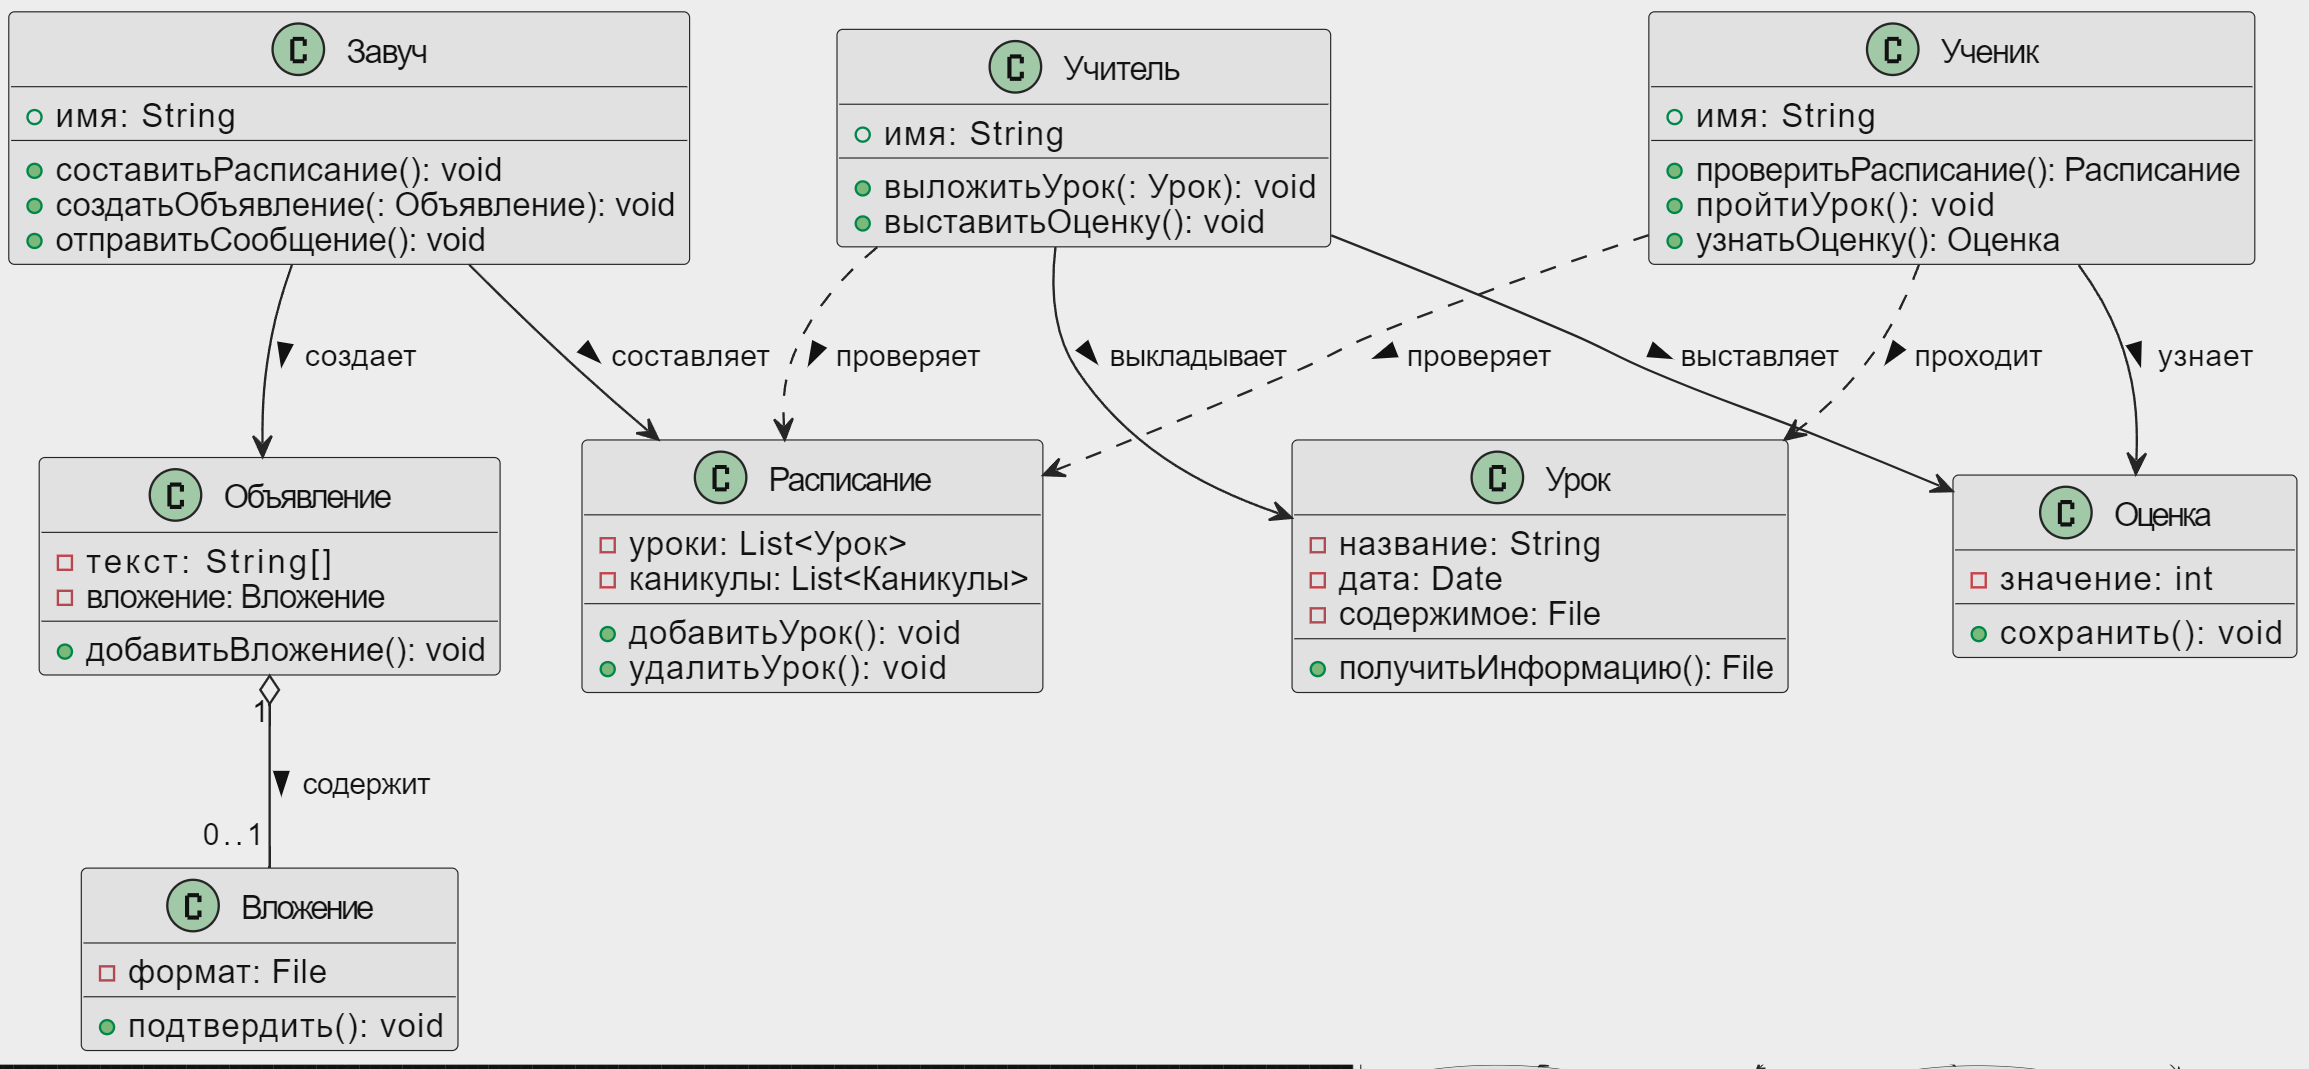 C Завуч
имя: String
составитьРасписание(): void
создатьОбъявление(: Объявление): void
отправитьСообщение(): void
C Учитель
имя: String
выложитьУрок(: Урок): void
выставитьОценку(): void
C Ученик
имя: String
проверитьРасписание(): Расписание
пройтиУрок(): void
узнатьОценку(): Оценка
создает
составляет
проверяет
выкладывает
проверяет
выставляет
проходит
узнает
C Объявление
текст: String[]
вложение: Вложение
добавитьВложение(): void
C Расписание
уроки: List<Урок>
каникулы: List<Каникулы>
добавитьУрок(): void
удалитьУрок(): void
C Урок
название: String
дата: Date
содержимое: File
получитьИнформацию(): File
C Оценка
значение: int
сохранить(): void
1
содержит
0..1
C Вложение
формат: File
подтвердить(): void